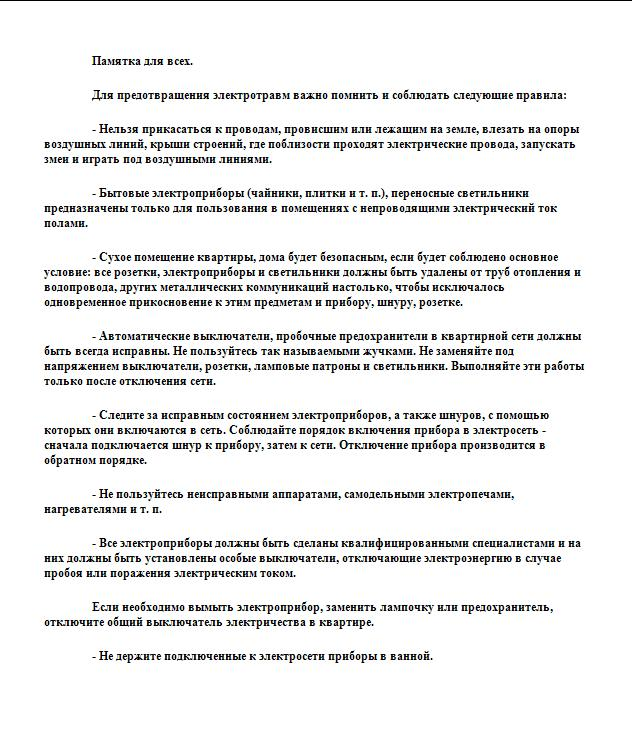 Памятка для всех.
Для предотвращения электротравм важно помнить и соблюдать следующие правила:
- Нельзя прикасаться к проводам, провисшим или лежащим на земле, влезать на опоры
воздушных линий, крыши строений, где поблизости проходят электрические провода, запускать
змеи и играть под воздушными линиями.
- Бытовые электроприборы (чайники, плитки и т. п.), переносные светильники
предназначены только для пользования в помещениях с непроводящими электрический ток
полами.
- Сухое помещение квартиры, дома будет безопасным, если будет соблюдено основное
условие: все розетки, электроприборы и светильники должны быть удалены от труб отопления и
водопровода, других металлических коммуникаций настолько, чтобы исключалось
одновременное прикосновение к этим предметам и прибору, шнуру, розетке.
- Автоматические выключатели, пробочные предохранители в квартирной сети должны
быть всегда исправны. Не пользуйтесь так называемыми жучками. Не заменяйте под
напряжением выключатели, розетки, ламповые патроны и светильники. Выполняйте эти работы
только после отключения сети.
- Следите за исправным состоянием электроприборов, а также шнуров, с помощью
которых они включаются в сеть. Соблюдайте порядок включения прибора в электросеть -
сначала подключается шнур к прибору, затем к сети. Отключение прибора производится в
обратном порядке.
- Не пользуйтесь неисправными аппаратами, самодельными электропечами,
нагревателями и т. п.
- Все электроприборы должны быть сделаны квалифицированными специалистами и на
них должны быть установлены особые выключатели, отключающие электроэнергию в случае
пробоя или поражения электрическим током.
Если необходимо вымыть электроприбор, заменить лампочку или предохранитель,
отключите общий выключатель электричества в квартире.
- Не держите подключенные к электросети приборы в ванной.